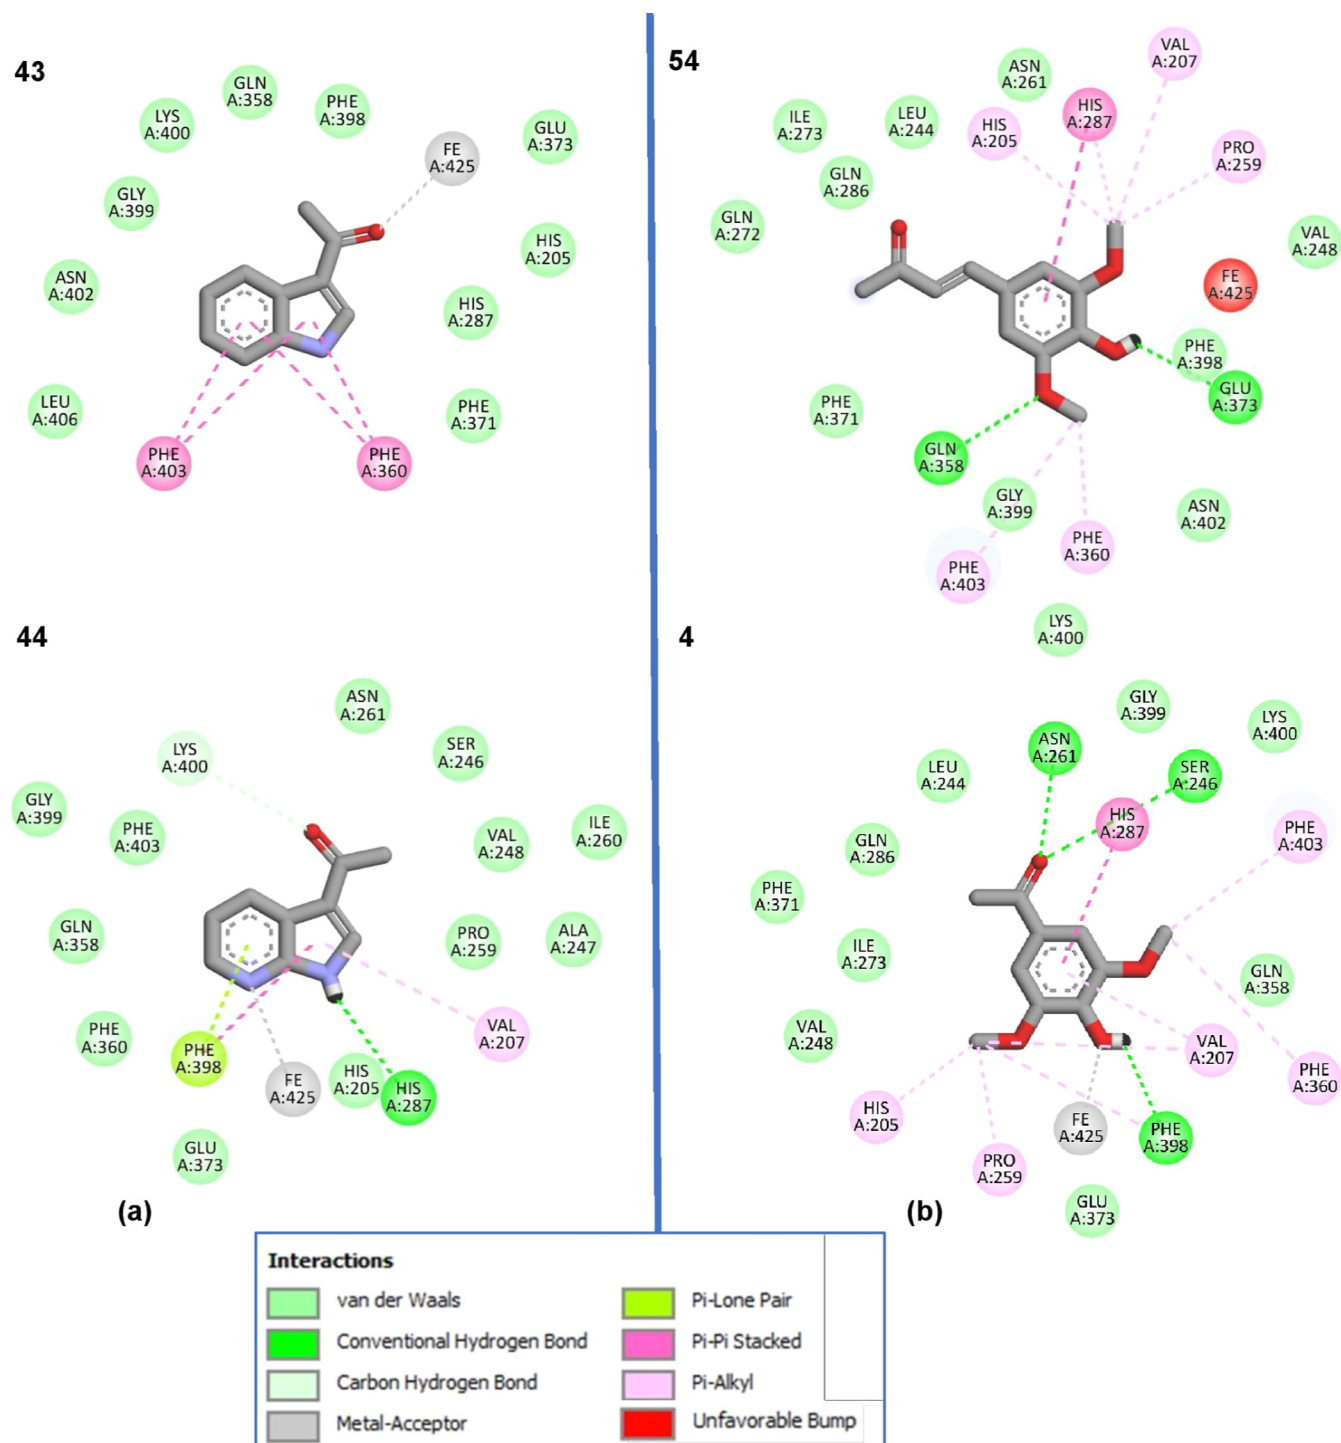 43
GLN
A:358
LYS
A:400
PHE
A:398
GLU
A:373
FE
A:425
GLY
A:399
HIS
A:205
ASN
A:402
HIS
A:287
LEU
A:406
PHE
A:371
PHE
A:403
PHE
A:360
54
VAL
A:207
ASN
A:261
HIS
A:287
ILE
A:273
LEU
A:244
HIS
A:205
PRO
A:259
GLN
A:286
GLN
A:272
VAL
A:248
FE
A:425
PHE
A:398
GLU
A:373
PHE
A:371
GLN
A:358
GLY
A:399
ASN
A:402
PHE
A:360
PHE
A:403
LYS
A:400
44
ASN
A:261
LYS
A:400
SER
A:246
GLY
A:399
PHE
A:403
VAL
A:248
ILE
A:260
GLN
A:358
PRO
A:259
ALA
A:247
PHE
A:360
VAL
A:207
PHE
A:398
FE
A:425
HIS
A:205
HIS
A:287
GLU
A:373
(a)
4
GLY
A:399
LYS
A:400
ASN
A:261
LEU
A:244
SER
A:246
HIS
A:287
PHE
A:403
GLN
A:286
PHE
A:371
ILE
A:273
GLN
A:358
VAL
A:248
VAL
A:207
PHE
A:360
HIS
A:205
FE
A:425
PHE
A:398
PRO
A:259
GLU
A:373
(b)
Interactions
van der Waals
Conventional Hydrogen Bond
Carbon Hydrogen Bond
Metal-Acceptor
Pi-Lone Pair
Pi-Pi Stacked
Pi-Alkyl
Unfavorable Bump